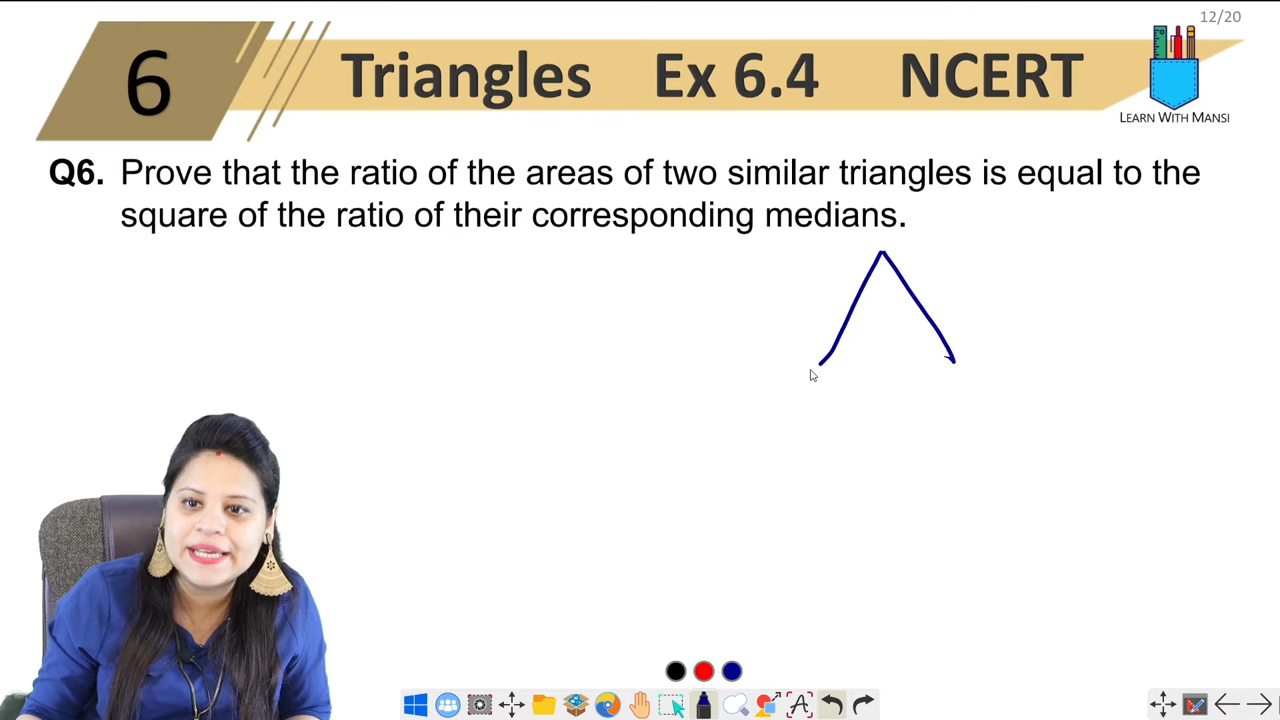 12/20
6 Triangles Ex 6.4 NCERT
LEARN WITH MANSI
Q6. Prove that the ratio of the areas of two similar triangles is equal to the
square of the ratio of their corresponding medians.